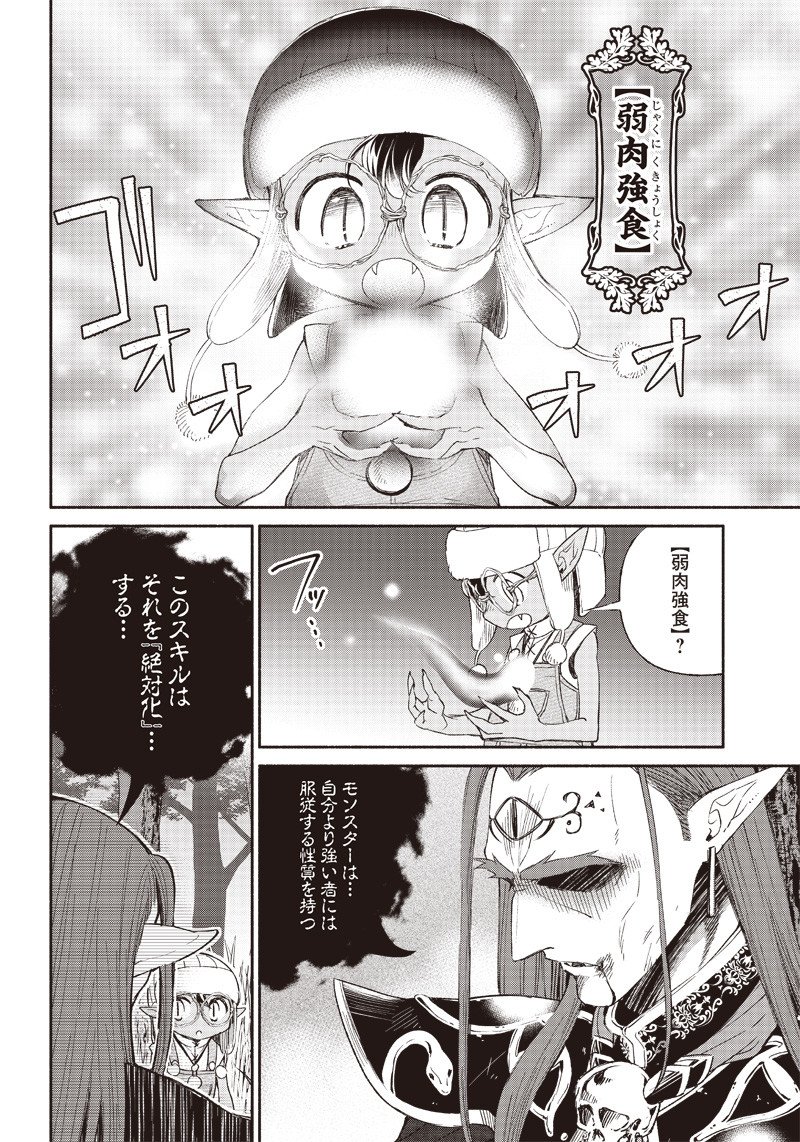 【弱肉強食】
じゃくにくきょうしょく
ゴオ
オオ
【弱肉強食】?
フッ…
モンスターは…
自分より強い者には
服従する性質を持つ
このスキルは
それを『絶対化』…
する…